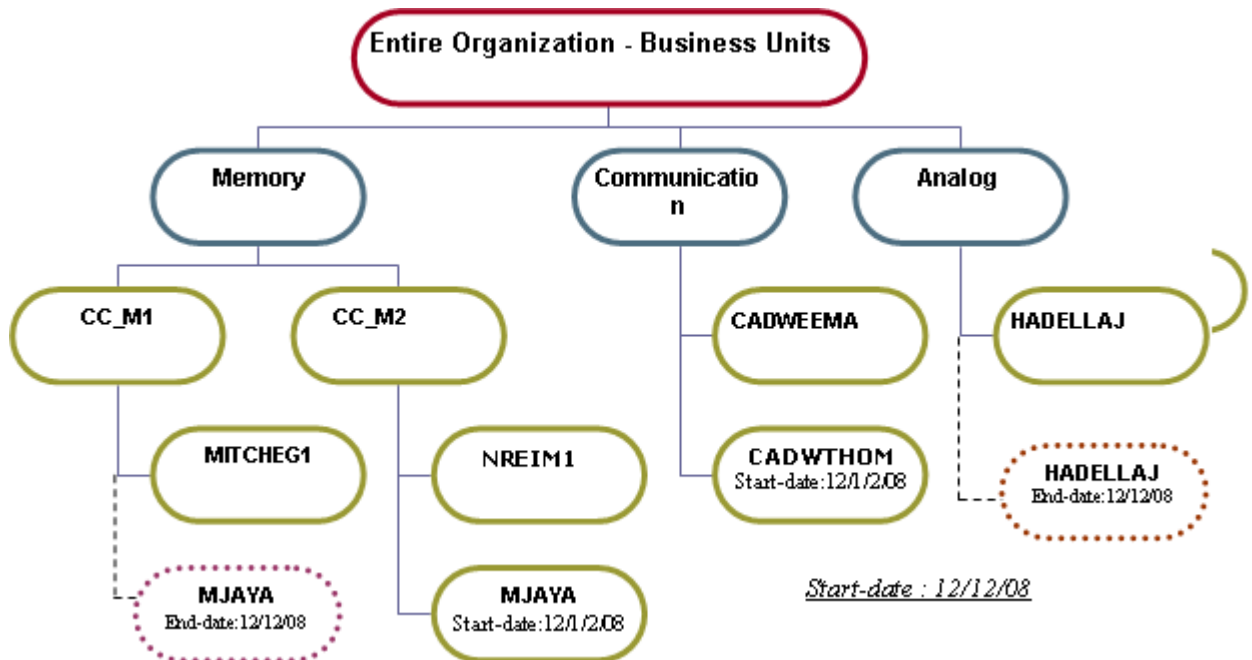 Entire Organization - Business Units
Memory
Communicatio
n
Analog
CC_M1
CC_M2
CADWEEMA
HADELLAJ
MITCHEG1
NREIM1
CADWTHOM
Start-date:12/1/2/08
HADELLAJ
End-date:12/12/08
MJAYA
End-date:12/12/08
MJAYA
Start-date:12/1/2/08
Start-date : 12/12/08